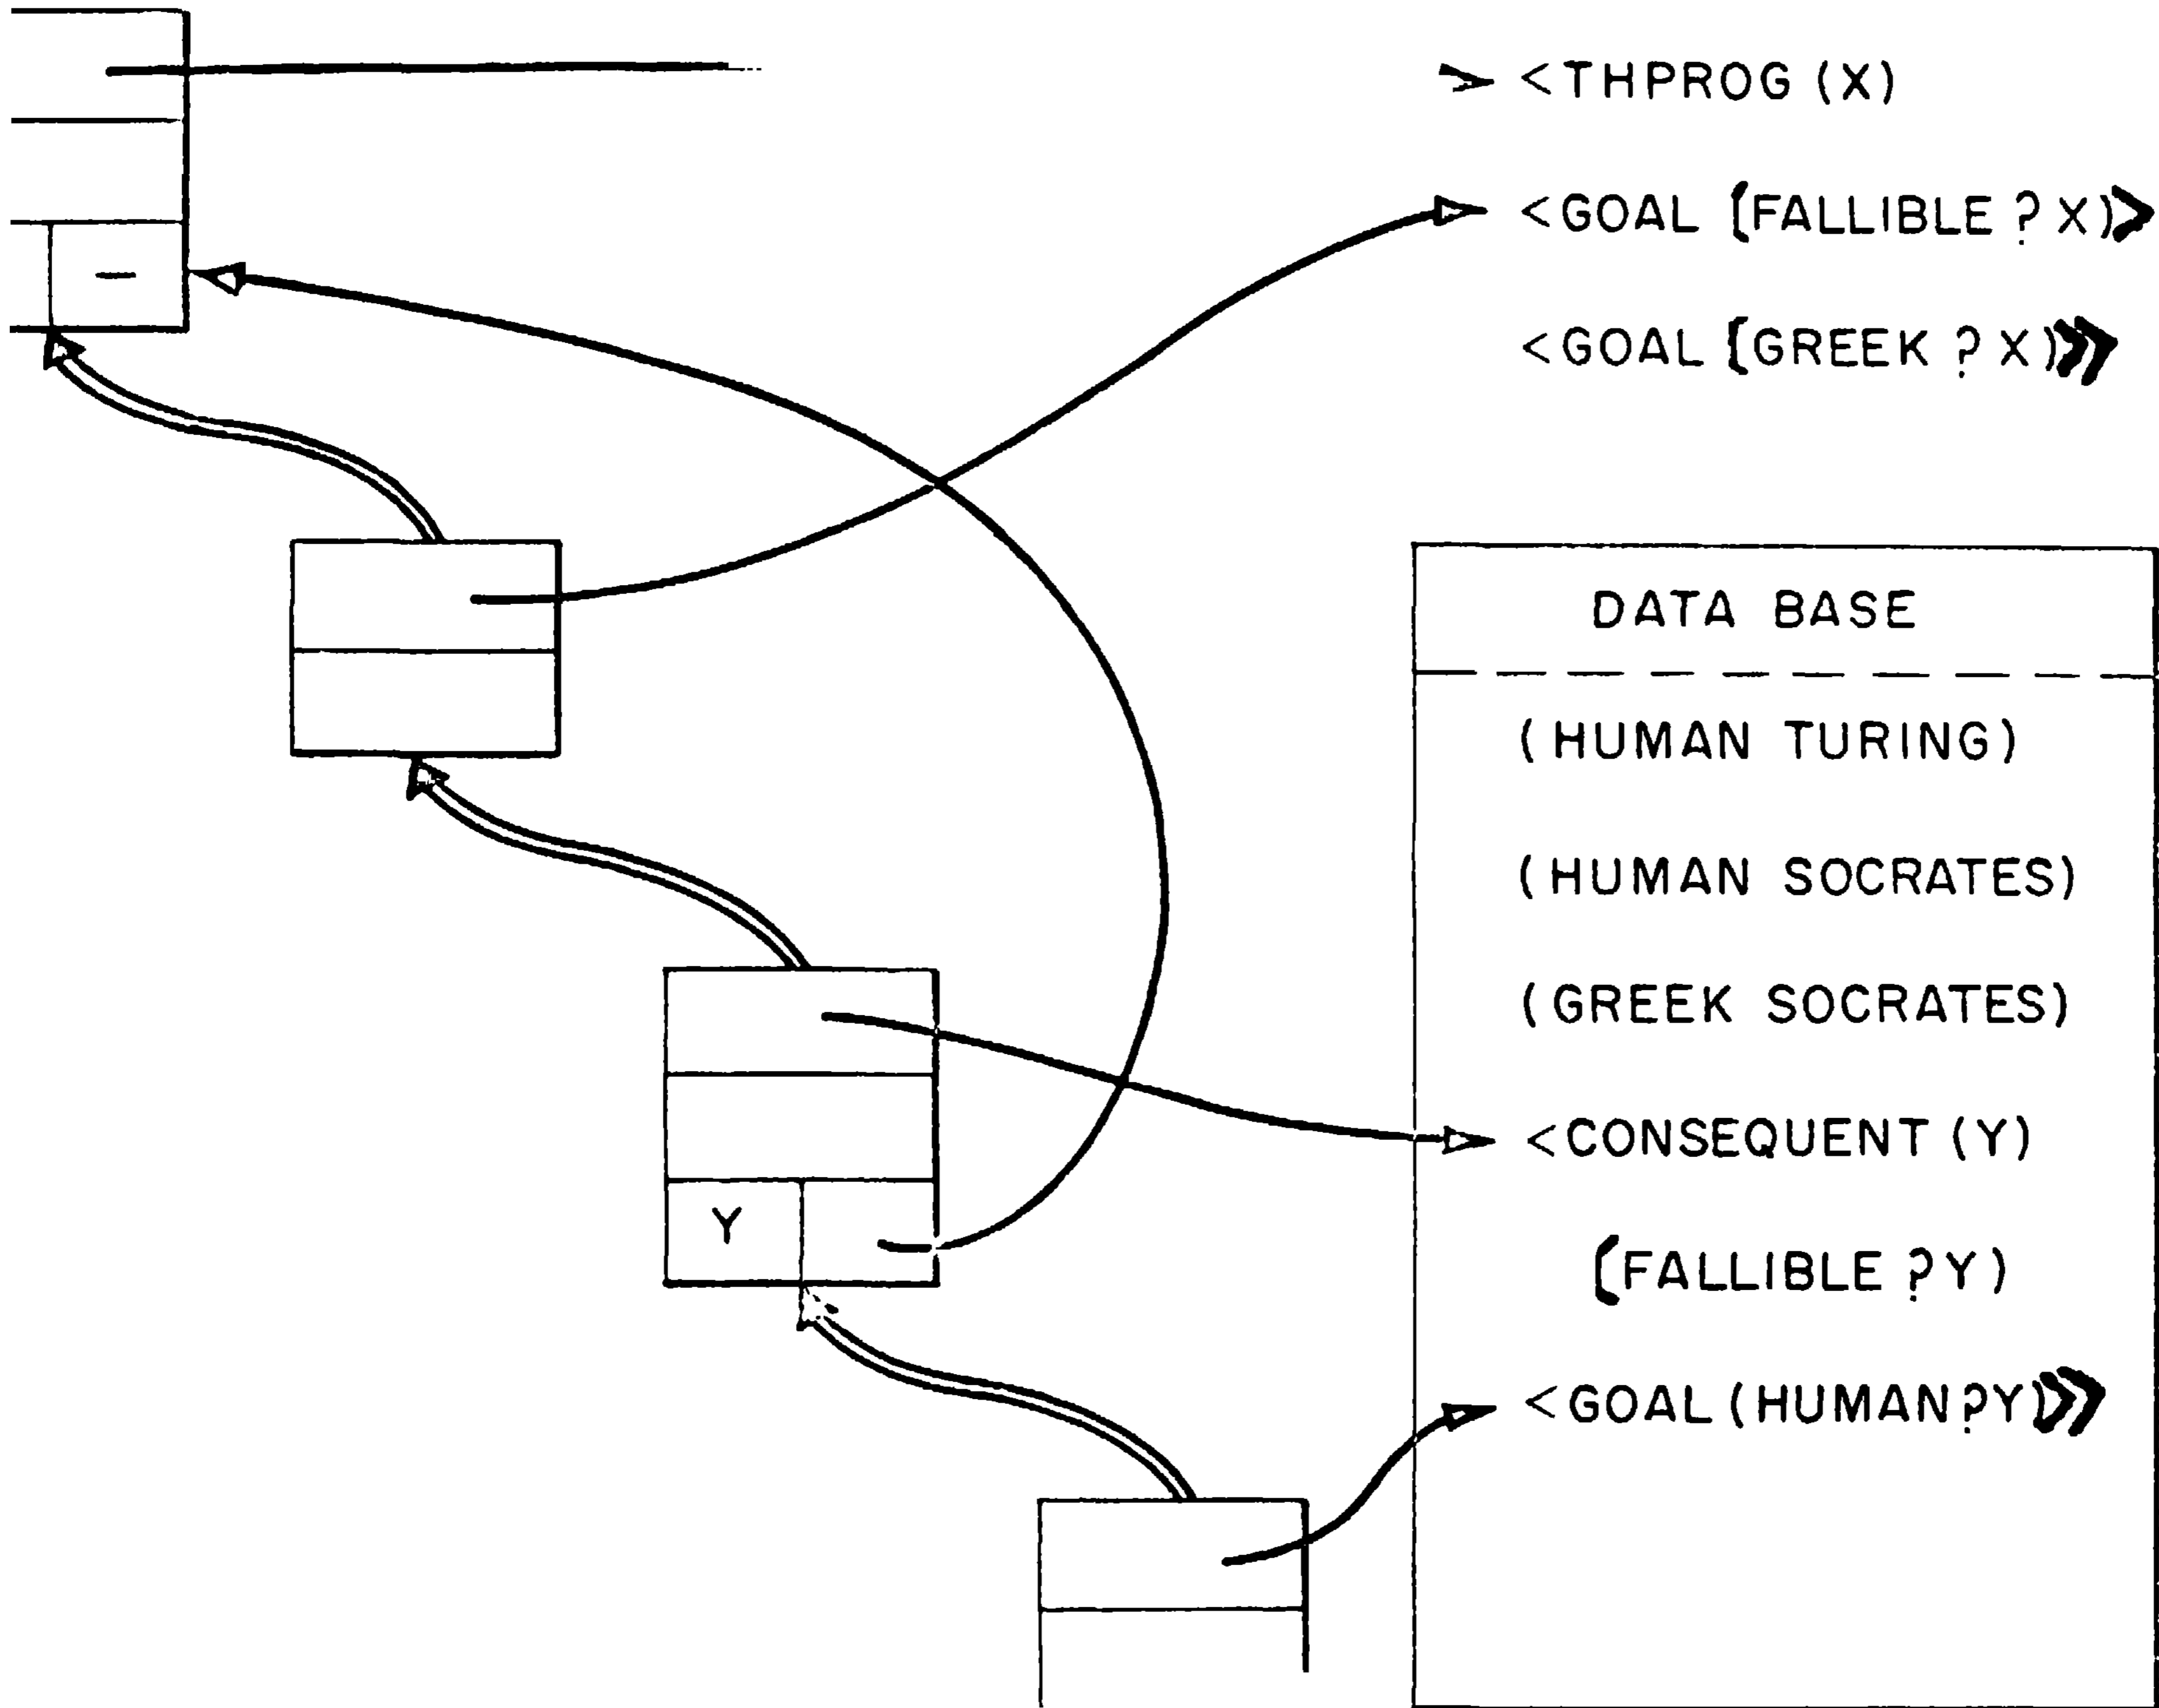 <THPROG (X)
<GOAL (FALLIBLE ? X)>
<GOAL (GREEK ? X)>>
DATA BASE
(HUMAN TURING)
(HUMAN SOCRATES)
(GREEK SOCRATES)
<CONSEQUENT (Y)
(FALLIBLE ?Y)
<GOAL (HUMAN ?Y)>>
–
Y